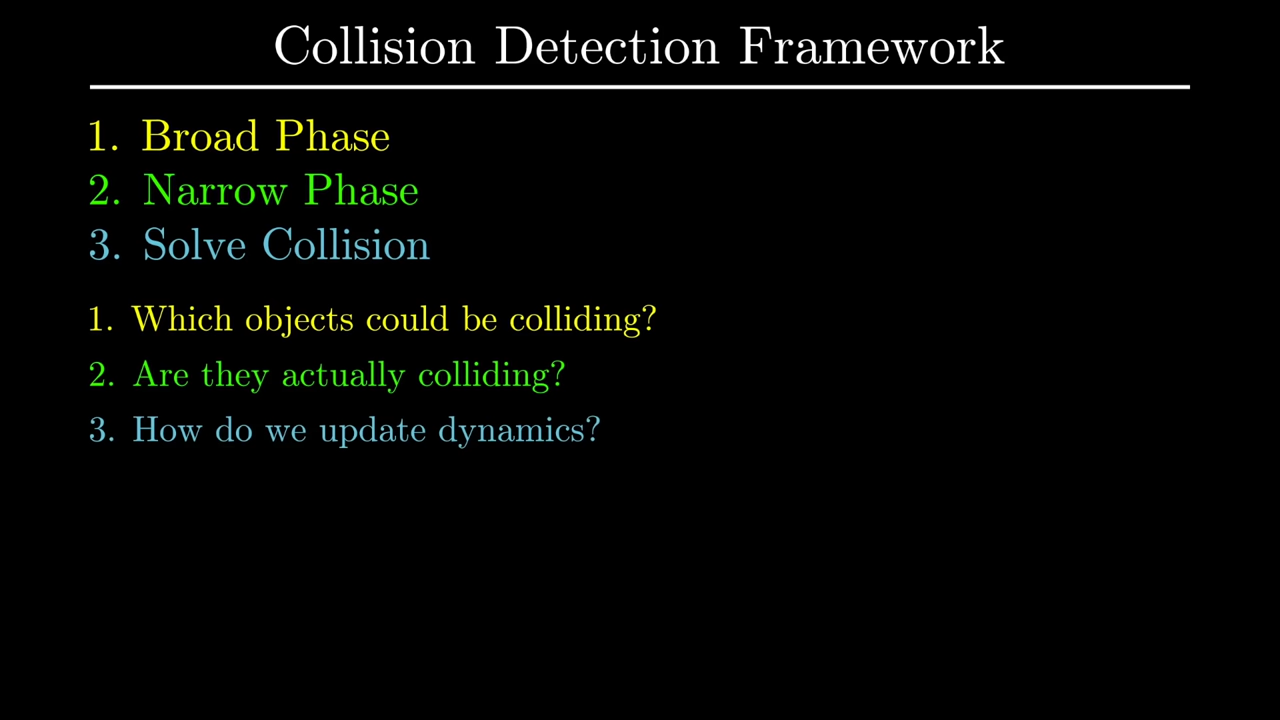 Collision Detection Framework
1. Broad Phase
2. Narrow Phase
3. Solve Collision
1. Which objects could be colliding?
2. Are they actually colliding?
3. How do we update dynamics?